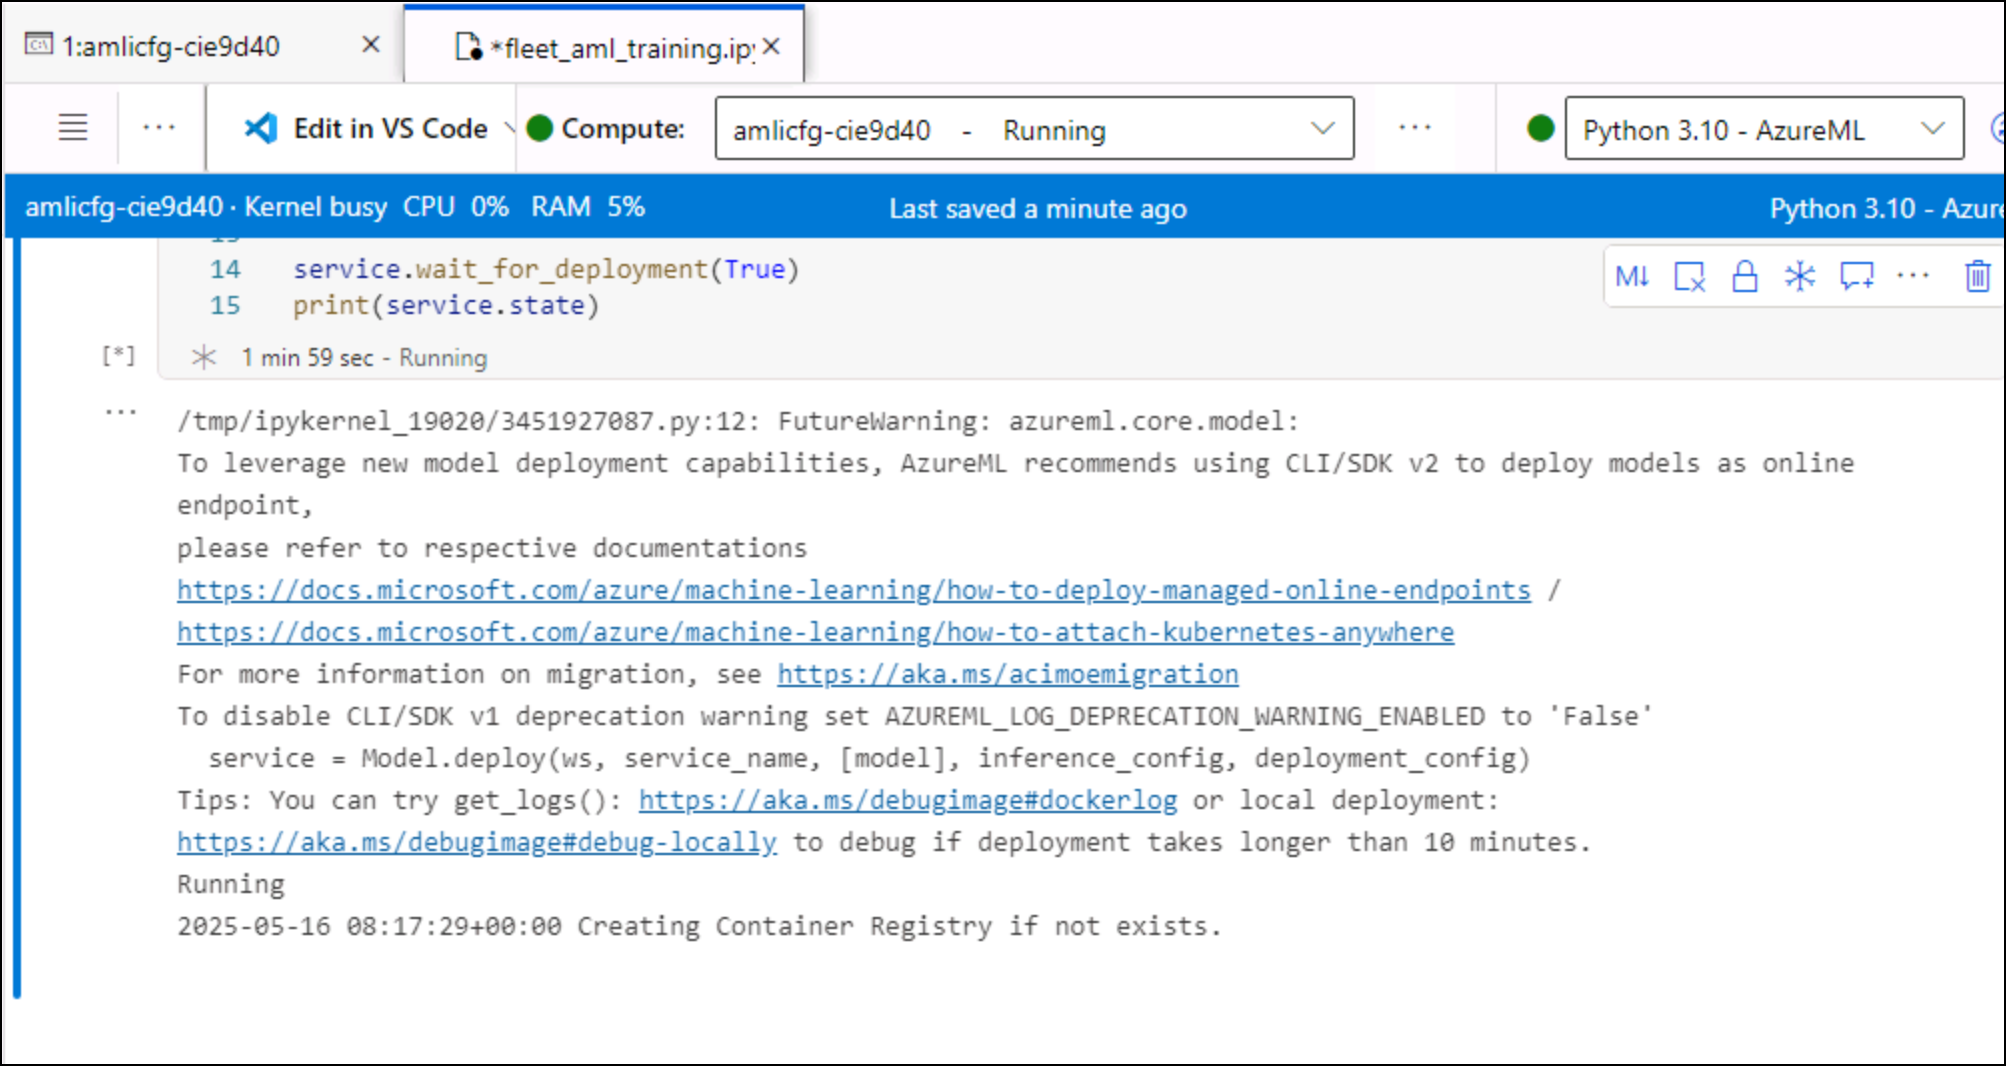 1:amlicfg-cie9d40
*fleet_aml_training.ipy
Edit in VS Code
Compute:
amlicfg-cie9d40 - Running
Python 3.10 - AzureML
amlicfg-cie9d40 · Kernel busy CPU 0% RAM 5%
Last saved a minute ago
Python 3.10 - Azure
14 service.wait_for_deployment(True)
15 print(service.state)
M↓
[*]
1 min 59 sec - Running
/tmp/ipykernel_19020/3451927087.py:12: FutureWarning: azureml.core.model:
To leverage new model deployment capabilities, AzureML recommends using CLI/SDK v2 to deploy models as online
endpoint,
please refer to respective documentations
https://docs.microsoft.com/azure/machine-learning/how-to-deploy-managed-online-endpoints /
https://docs.microsoft.com/azure/machine-learning/how-to-attach-kubernetes-anywhere
For more information on migration, see https://aka.ms/acimoemigration
To disable CLI/SDK v1 deprecation warning set AZUREML_LOG_DEPRECATION_WARNING_ENABLED to 'False'
service = Model.deploy(ws, service_name, [model], inference_config, deployment_config)
Tips: You can try get_logs(): https://aka.ms/debugimage#dockerlog or local deployment:
https://aka.ms/debugimage#debug-locally to debug if deployment takes longer than 10 minutes.
Running
2025-05-16 08:17:29+00:00 Creating Container Registry if not exists.